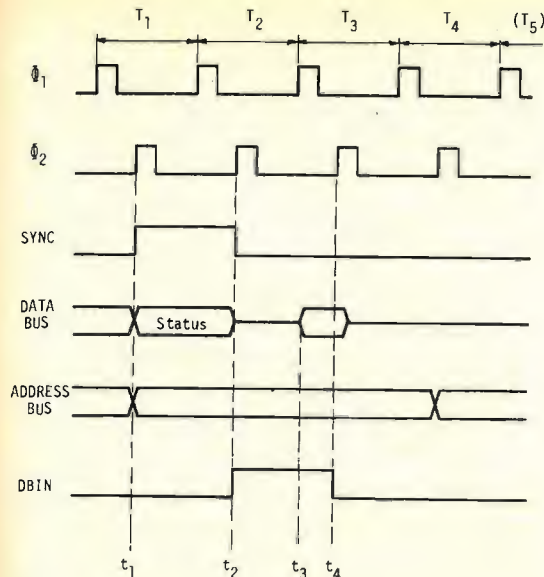 T1 T2 T3 T4 (T5)
Φ1
Φ2
SYNC
DATA
BUS
Status
ADDRESS
BUS
DBIN
t1 t2 t3 t4